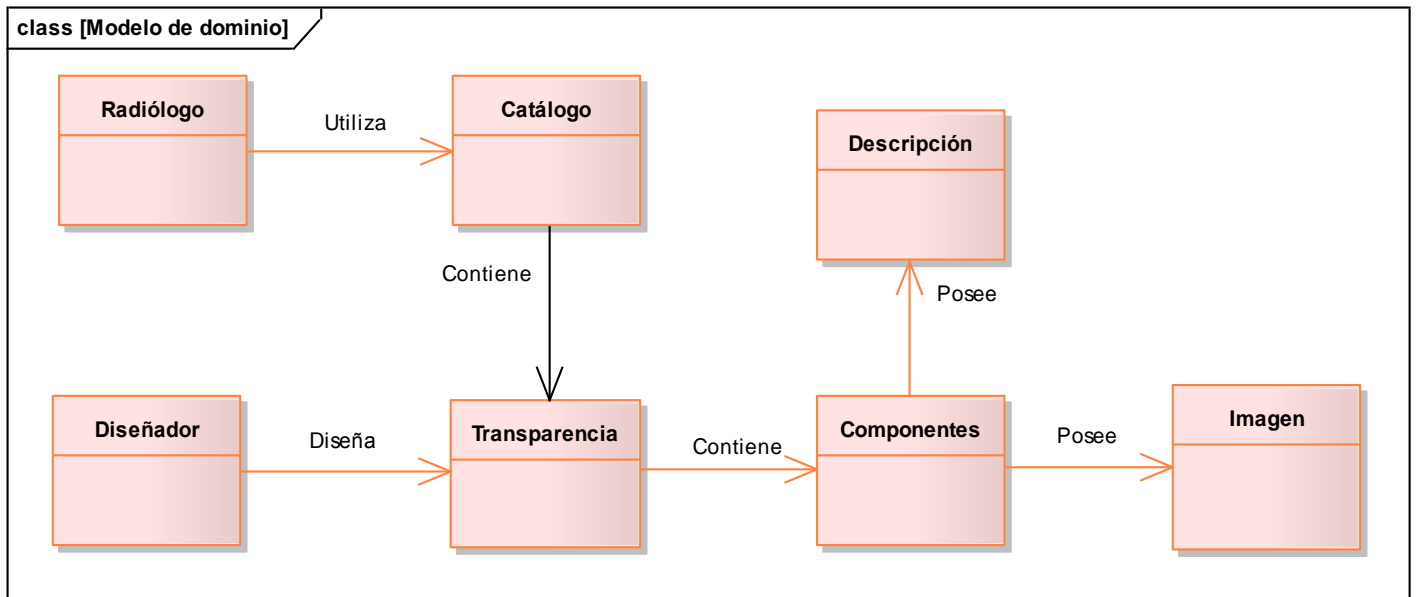 class [Modelo de dominio]
Radiólogo
Utiliza
Catálogo
Descripción
Contiene
Posee
Diseñador
Diseña
Transparencia
Contiene
Componentes
Posee
Imagen